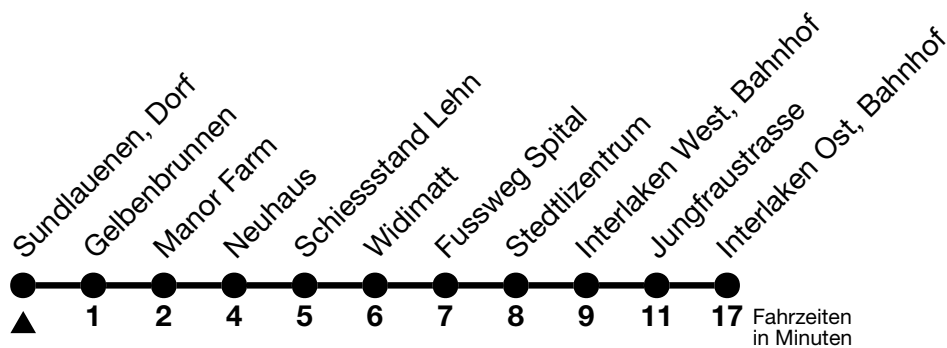 Sundlauenen, Dorf
Gelbenbrunnen
Manor Farm
Neuhaus
Schiessstand Lehn
Widimatt
Fussweg Spital
Stedtlizentrum
Interlaken West, Bahnhof
Jungfraustrasse
Interlaken Ost, Bahnhof
1 2 4 5 6 7 8 9 11 17 Fahrzeiten
in Minuten